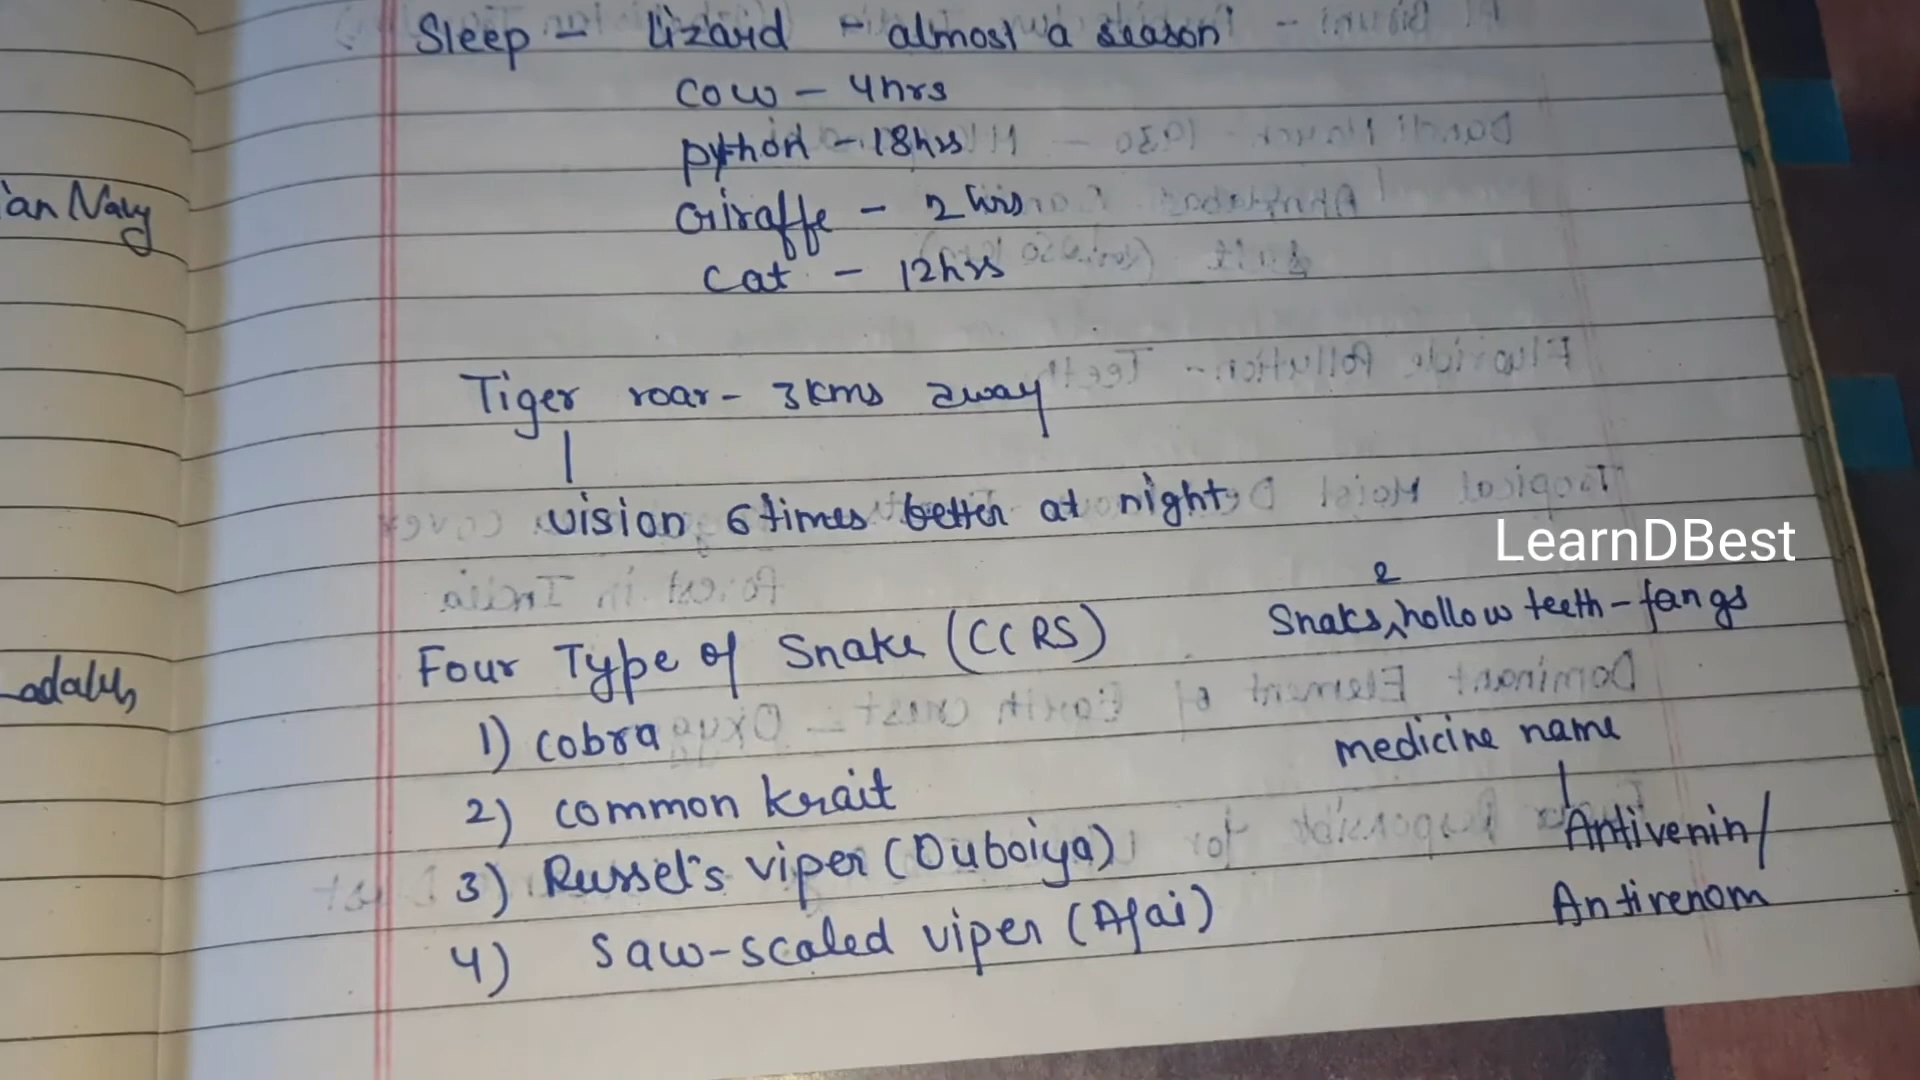 Sleep - lizard - almost a season
cow - 4hrs
python - 18hrs
Giraffe - 2 hrs
cat - 12hrs
ian Navy
Tiger roar - 3kms away
vision 6 times better at night
LearnDBest
2
Snaks, hollow teeth - fangs
Four Type of Snake (CCRS)
1) cobra
medicine name
2) common krait
Antivenin/
3) Russel's viper (Duboiya)
Antivenom
4) Saw-scaled viper (Afai)